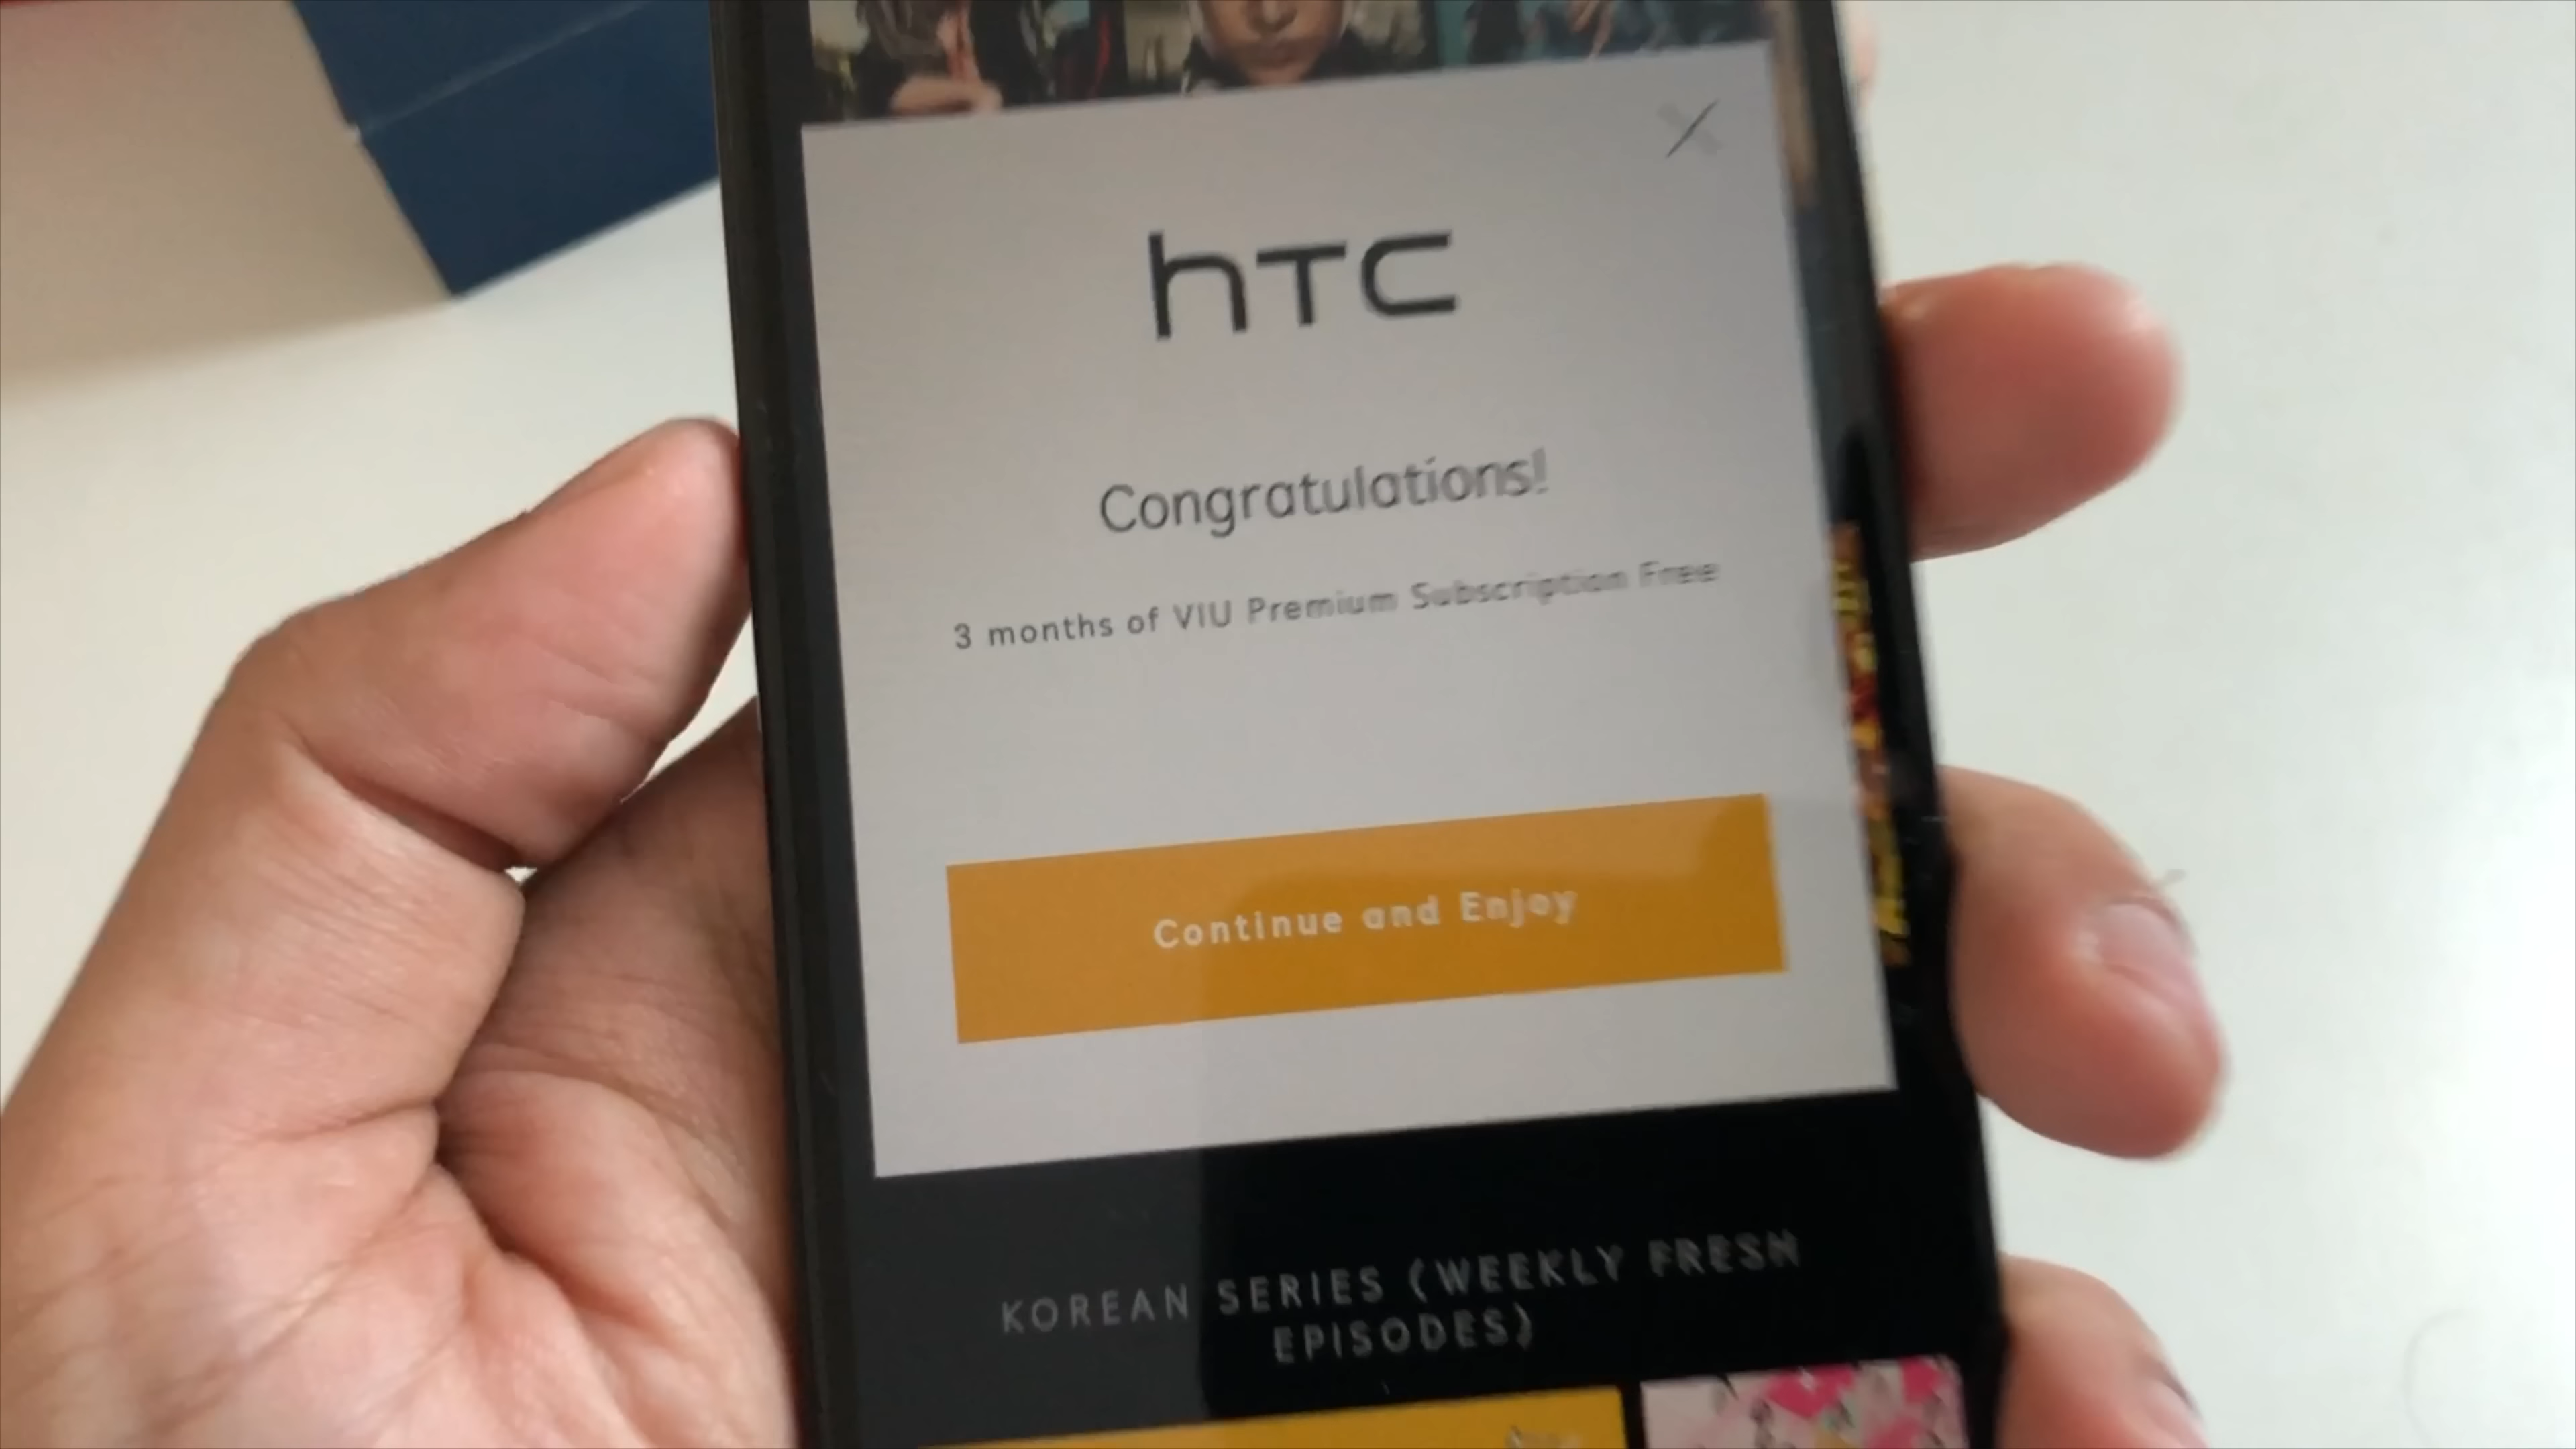 hTC
Congratulations!
3 months of VIU Premium Subscription Free
Continue and Enjoy
KOREAN SERIES (WEEKLY FRESH
EPISODES)